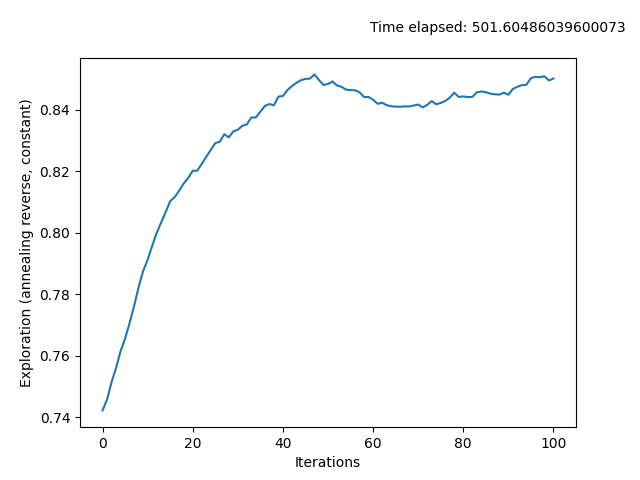 Time elapsed: 501.60486039600073
Exploration (annealing reverse, constant)
0.84
0.82
0.80
0.78
0.76
0.74
0 20 40 60 80 100
Iterations